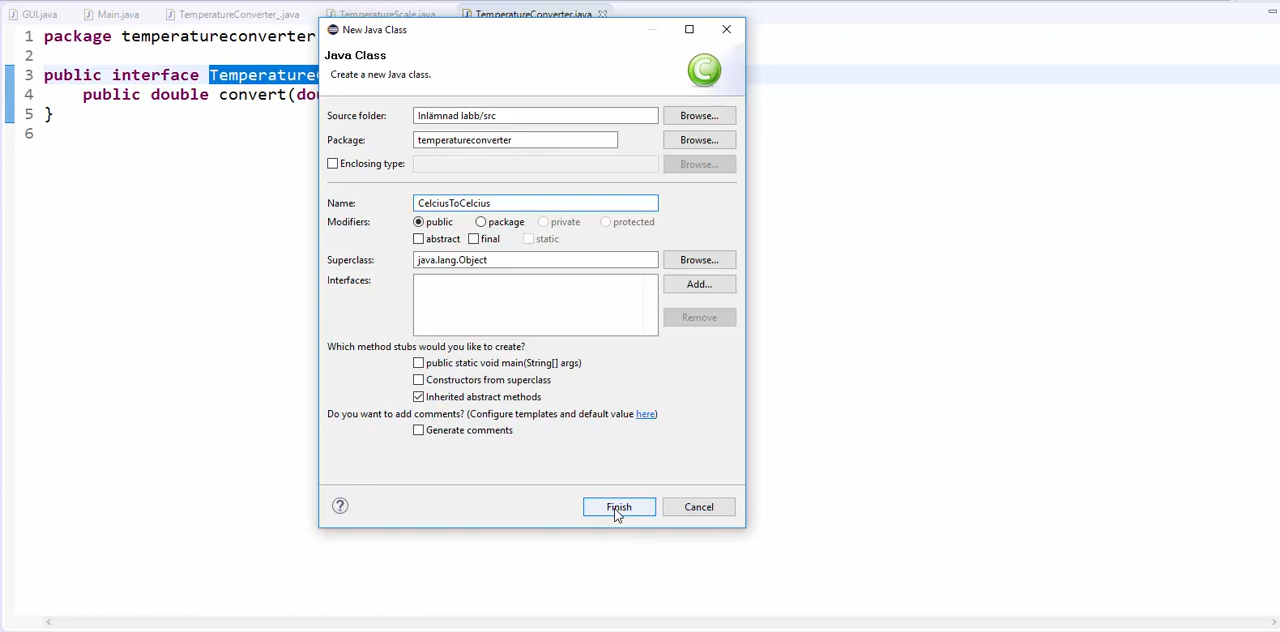 GUI.java Main.java TemperatureConverter_.java TemperatureScale.java TemperatureConverter.java
1 package temperatureconverter
2
3 public interface Temperature
4 public double convert(dou
5 }
6
New Java Class
Java Class
Create a new Java class.
C
Source folder: Inlämnad labb/src Browse...
Package: temperatureconverter Browse...
Enclosing type: Browse...
Name: CelciusToCelcius
Modifiers: public package private protected
abstract final static
Superclass: java.lang.Object Browse...
Interfaces: Add...
Remove
Which method stubs would you like to create?
public static void main(String[] args)
Constructors from superclass
Inherited abstract methods
Do you want to add comments? (Configure templates and default value here)
Generate comments
? Finish Cancel